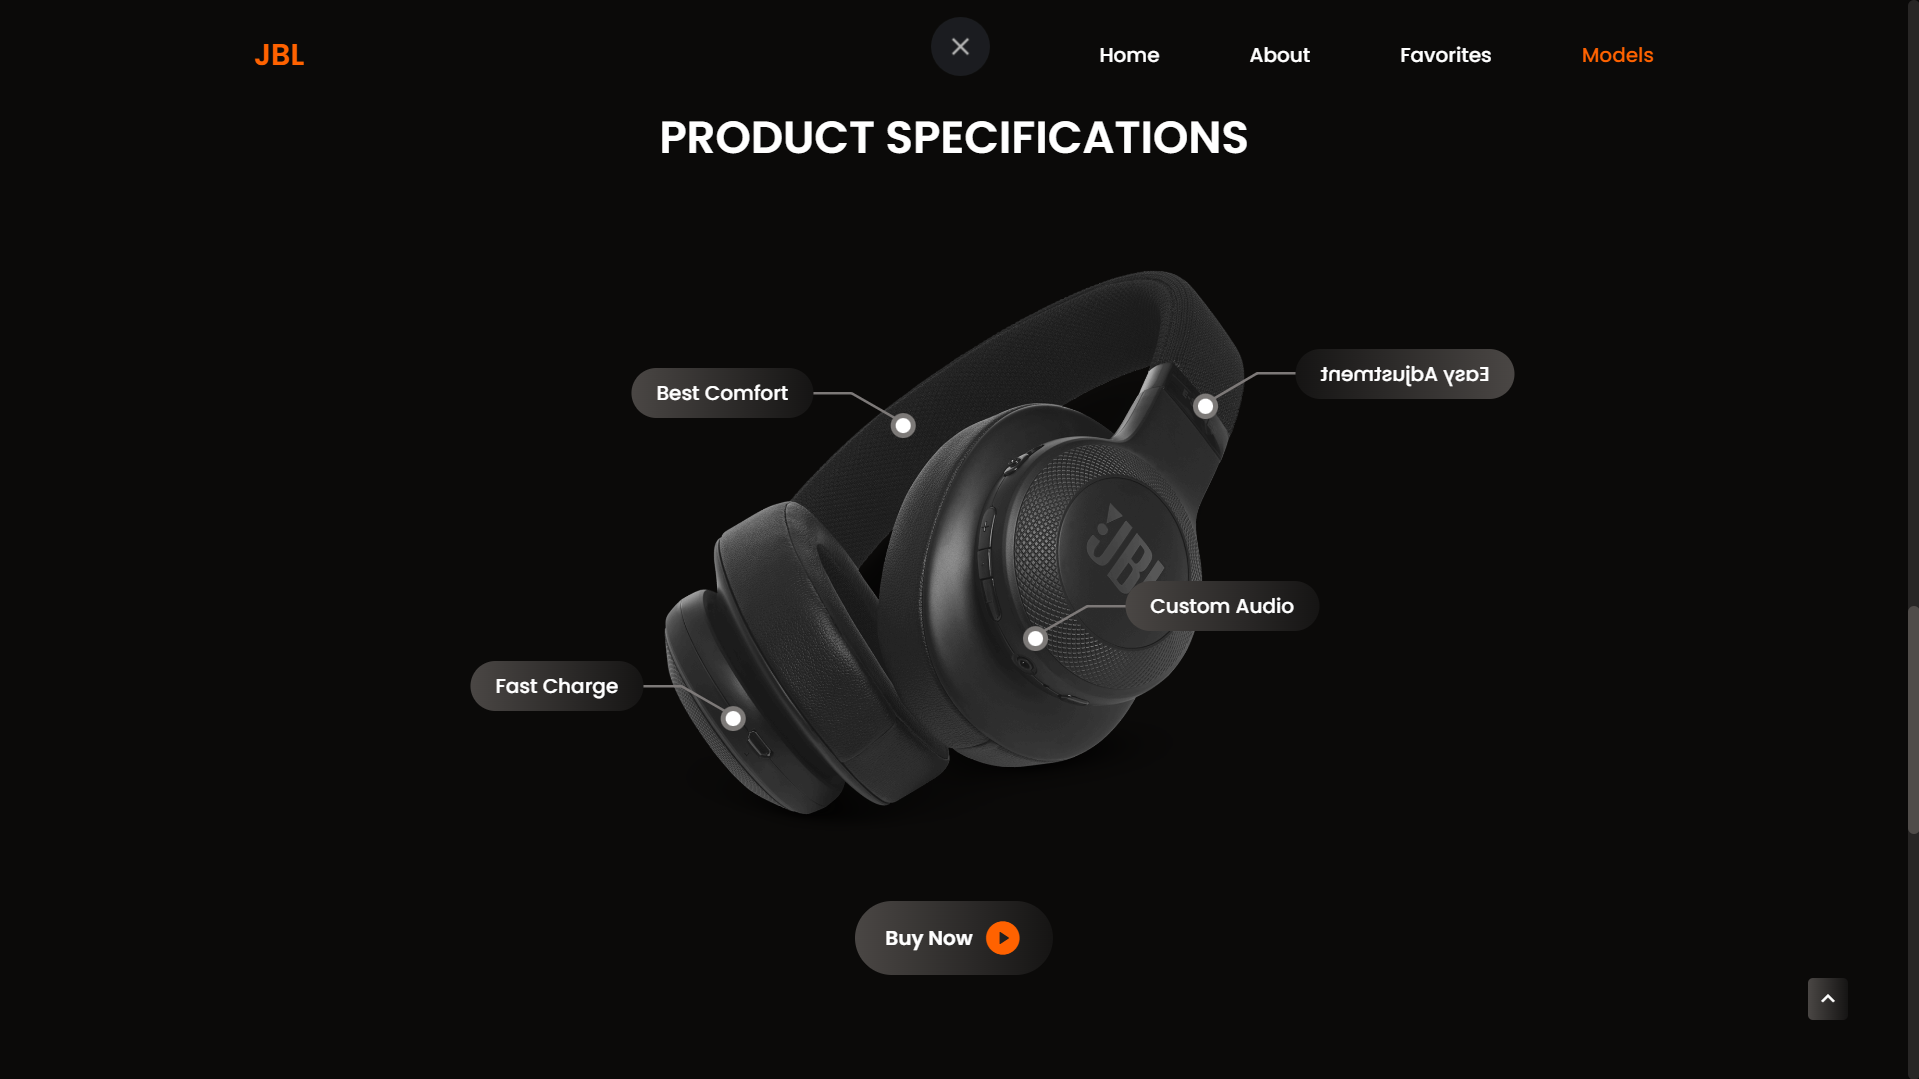 JBL
Home
About
Favorites
Models
PRODUCT SPECIFICATIONS
Best Comfort
Easy Adjustment
JBL
Custom Audio
Fast Charge
Buy Now